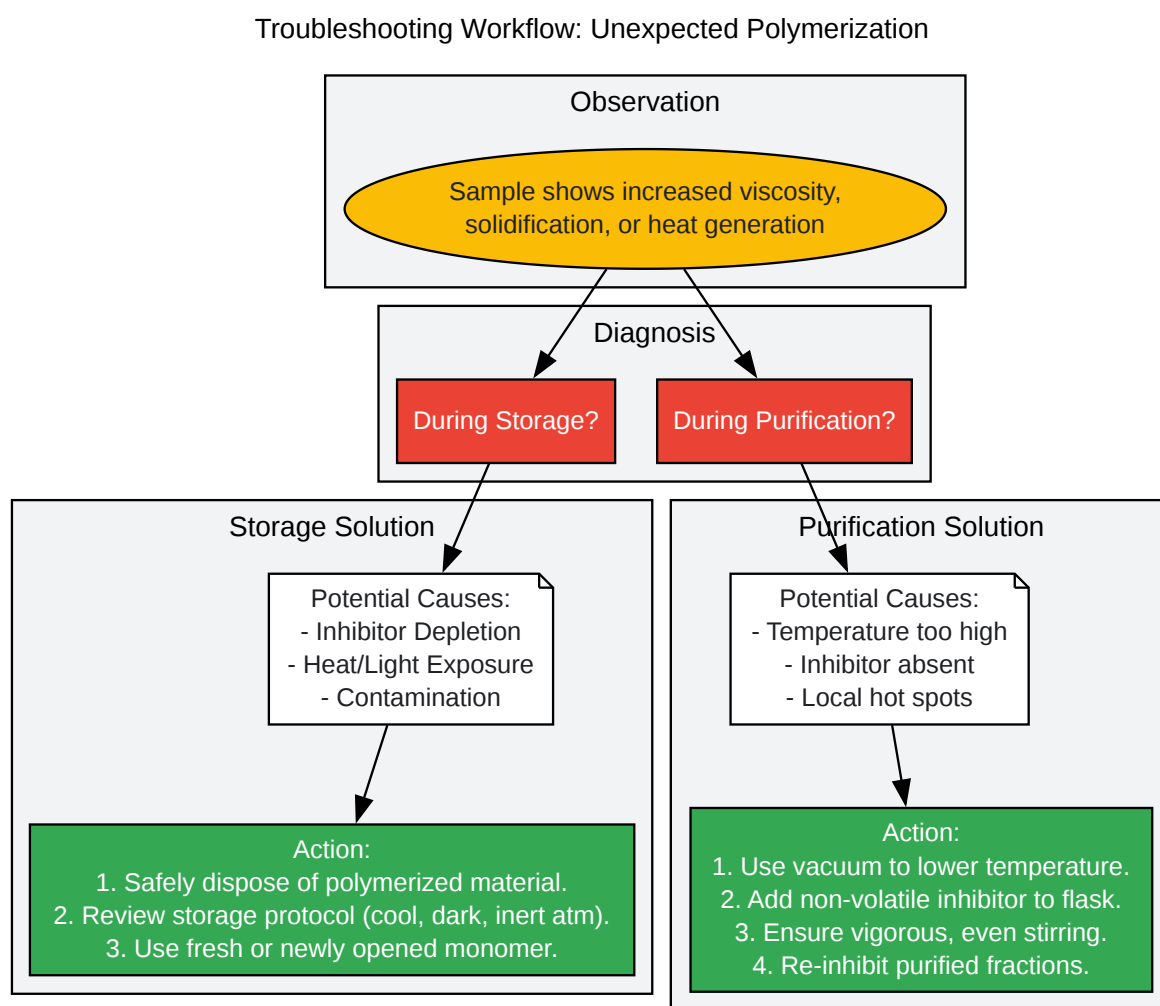 Troubleshooting Workflow: Unexpected Polymerization
Observation
Sample shows increased viscosity,
solidification, or heat generation
Diagnosis
During Storage?
During Purification?
Storage Solution
Potential Causes:
- Inhibitor Depletion
- Heat/Light Exposure
- Contamination
Action:
1. Safely dispose of polymerized material.
2. Review storage protocol (cool, dark, inert atm).
3. Use fresh or newly opened monomer.
Purification Solution
Potential Causes:
- Temperature too high
- Inhibitor absent
- Local hot spots
Action:
1. Use vacuum to lower temperature.
2. Add non-volatile inhibitor to flask.
3. Ensure vigorous, even stirring.
4. Re-inhibit purified fractions.